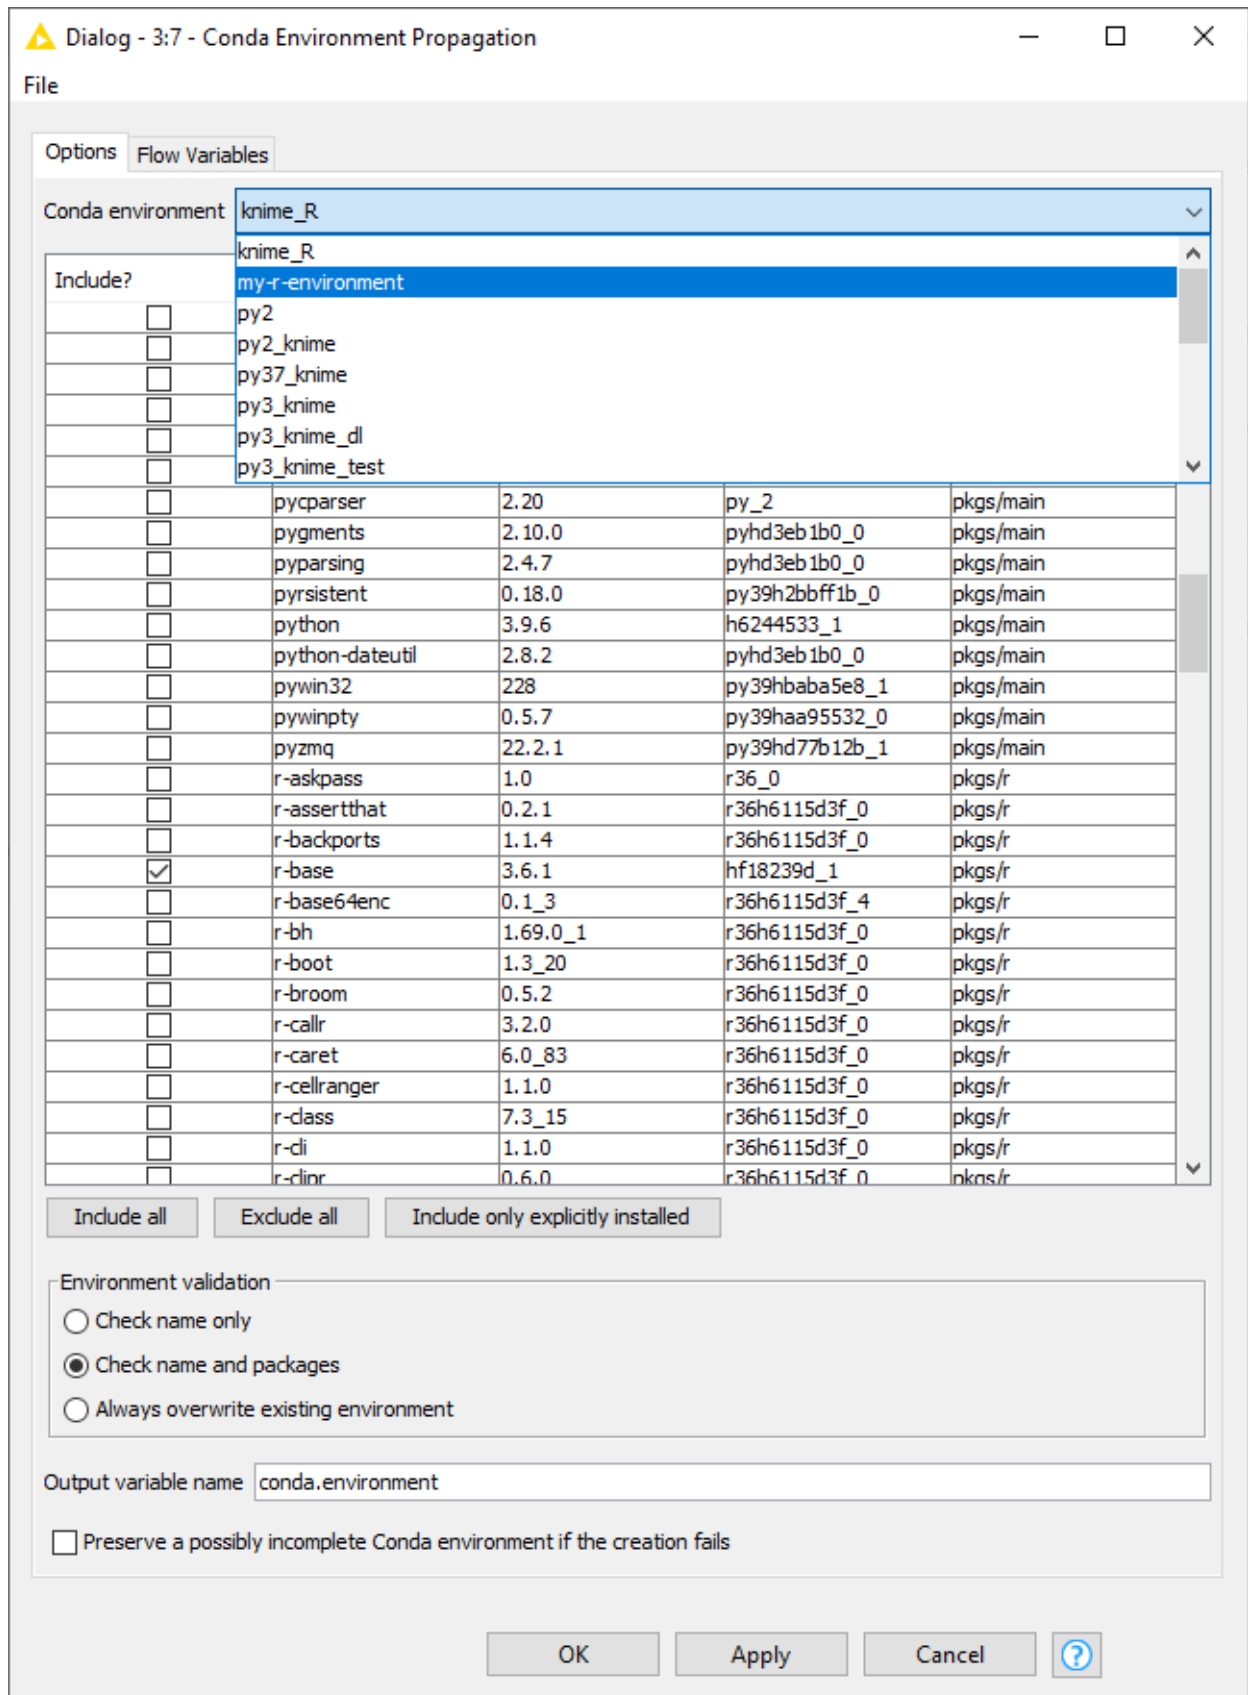 Dialog - 3:7 - Conda Environment Propagation
File
Options Flow Variables
Conda environment knime_R
knime_R
Include?
my-r-environment
py2
py2_knime
py37_knime
py3_knime
py3_knime_dl
py3_knime_test
pycparser 2.20 py_2 pkgs/main
pygments 2.10.0 pyhd3eb1b0_0 pkgs/main
pyparsing 2.4.7 pyhd3eb1b0_0 pkgs/main
pyrsistent 0.18.0 py39h2bbff1b_0 pkgs/main
python 3.9.6 h6244533_1 pkgs/main
python-dateutil 2.8.2 pyhd3eb1b0_0 pkgs/main
pywin32 228 py39hbaba5e8_1 pkgs/main
pywinpty 0.5.7 py39haa95532_0 pkgs/main
pyzmq 22.2.1 py39hd77b12b_1 pkgs/main
r-askpass 1.0 r36_0 pkgs/r
r-assertthat 0.2.1 r36h6115d3f_0 pkgs/r
r-backports 1.1.4 r36h6115d3f_0 pkgs/r
r-base 3.6.1 hf18239d_1 pkgs/r
r-base64enc 0.1_3 r36h6115d3f_4 pkgs/r
r-bh 1.69.0_1 r36h6115d3f_0 pkgs/r
r-boot 1.3_20 r36h6115d3f_0 pkgs/r
r-broom 0.5.2 r36h6115d3f_0 pkgs/r
r-callr 3.2.0 r36h6115d3f_0 pkgs/r
r-caret 6.0_83 r36h6115d3f_0 pkgs/r
r-cellranger 1.1.0 r36h6115d3f_0 pkgs/r
r-class 7.3_15 r36h6115d3f_0 pkgs/r
r-cli 1.1.0 r36h6115d3f_0 pkgs/r
r-clipr 0.6.0 r36h6115d3f_0 pkgs/r
Include all Exclude all Include only explicitly installed
Environment validation
Check name only
Check name and packages
Always overwrite existing environment
Output variable name conda.environment
Preserve a possibly incomplete Conda environment if the creation fails
OK Apply Cancel ?